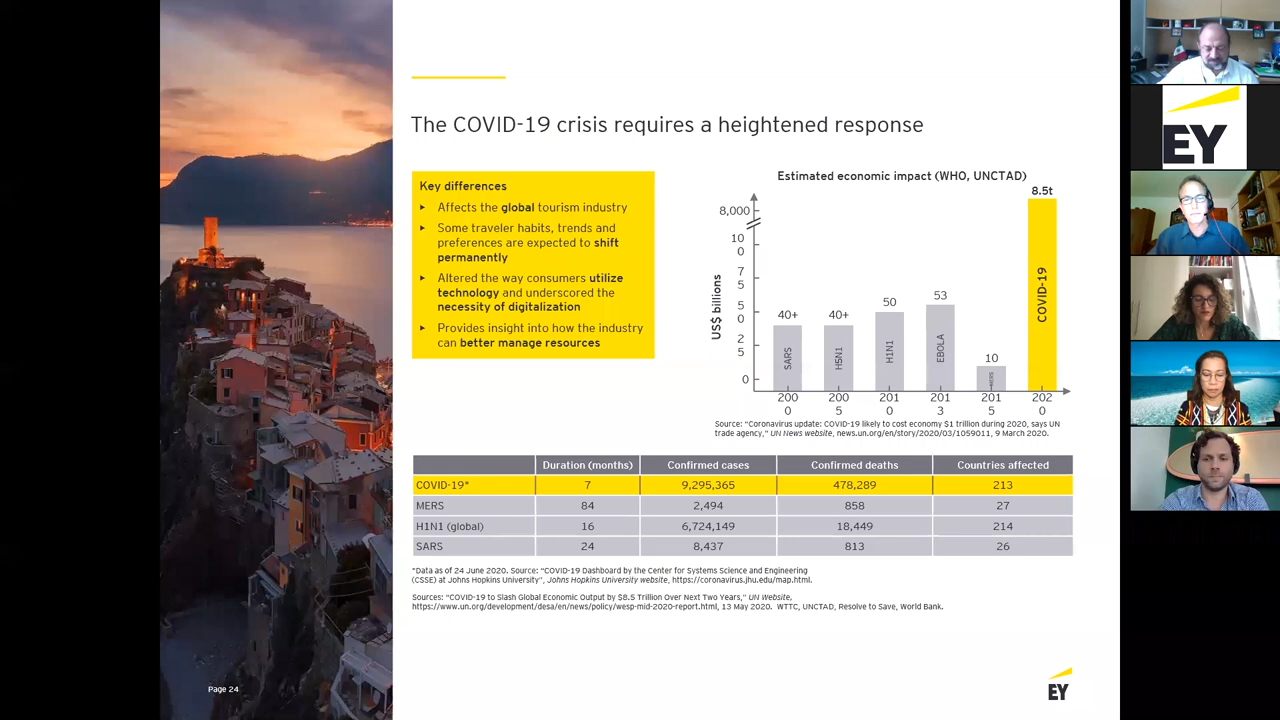 The COVID-19 crisis requires a heightened response
Key differences
▸ Affects the global tourism industry
▸ Some traveler habits, trends and
preferences are expected to shift
permanently
▸ Altered the way consumers utilize
technology and underscored the
necessity of digitalization
▸ Provides insight into how the industry
can better manage resources
Estimated economic impact (WHO, UNCTAD)
US$ billions
8,000
10
0
7
5
5
0
2
5
0
40+
SARS
40+
H5N1
50
H1N1
53
EBOLA
10
MERS
8.5t
COVID-19
200
0
200
5
201
0
201
3
201
5
202
0
Source: "Coronavirus update: COVID-19 likely to cost economy $1 trillion during 2020, says UN
trade agency," UN News website, news.un.org/en/story/2020/03/1059011, 9 March 2020.
Duration (months) Confirmed cases Confirmed deaths Countries affected
COVID-19* 7 9,295,365 478,289 213
MERS 84 2,494 858 27
H1N1 (global) 16 6,724,149 18,449 214
SARS 24 8,437 813 26
*Data as of 24 June 2020. Source: "COVID-19 Dashboard by the Center for Systems Science and Engineering
(CSSE) at Johns Hopkins University", Johns Hopkins University website, https://coronavirus.jhu.edu/map.html.
Sources: "COVID-19 to Slash Global Economic Output by $8.5 Trillion Over Next Two Years," UN Website,
https://www.un.org/development/desa/en/news/policy/wesp-mid-2020-report.html, 13 May 2020. WTTC, UNCTAD, Resolve to Save, World Bank.
Page 24
EY
EY